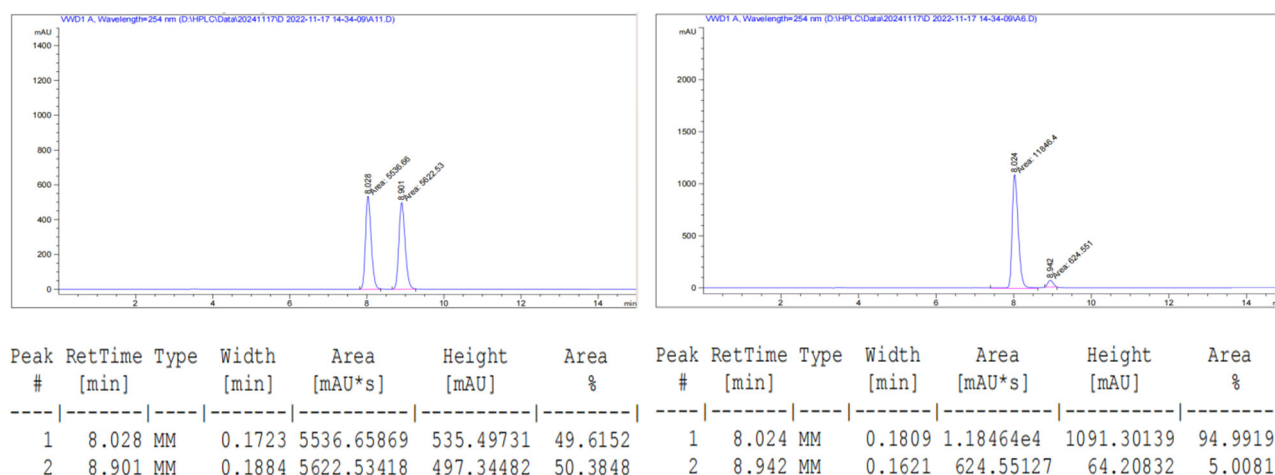 VWD1 A, Wavelength=254 nm (D:\HPLC\Data\20241117\D 2022-11-17 14-34-09\A11.D)
mAU
1400
1200
1000
800
600
400
200
0
8.028
Area: 5536.66
8.901
Area: 5622.53
2 4 6 8 10 12 14 min
Peak RetTime Type Width Area Height Area
# [min] [min] [mAU*s] [mAU] %
----|-------|----|-------|----------|----------|--------|
1 8.028 MM 0.1723 5536.65869 535.49731 49.6152
2 8.901 MM 0.1884 5622.53418 497.34482 50.3848
VWD1 A, Wavelength=254 nm (D:\HPLC\Data\20241117\D 2022-11-17 14-34-09\A6.D)
mAU
2000
1500
1000
500
0
8.024
Area: 11846.4
8.942
Area: 624.551
2 4 6 8 10 12 14
Peak RetTime Type Width Area Height Area
# [min] [min] [mAU*s] [mAU] %
----|-------|----|-------|----------|----------|--------
1 8.024 MM 0.1809 1.18464e4 1091.30139 94.9919
2 8.942 MM 0.1621 624.55127 64.20832 5.0081